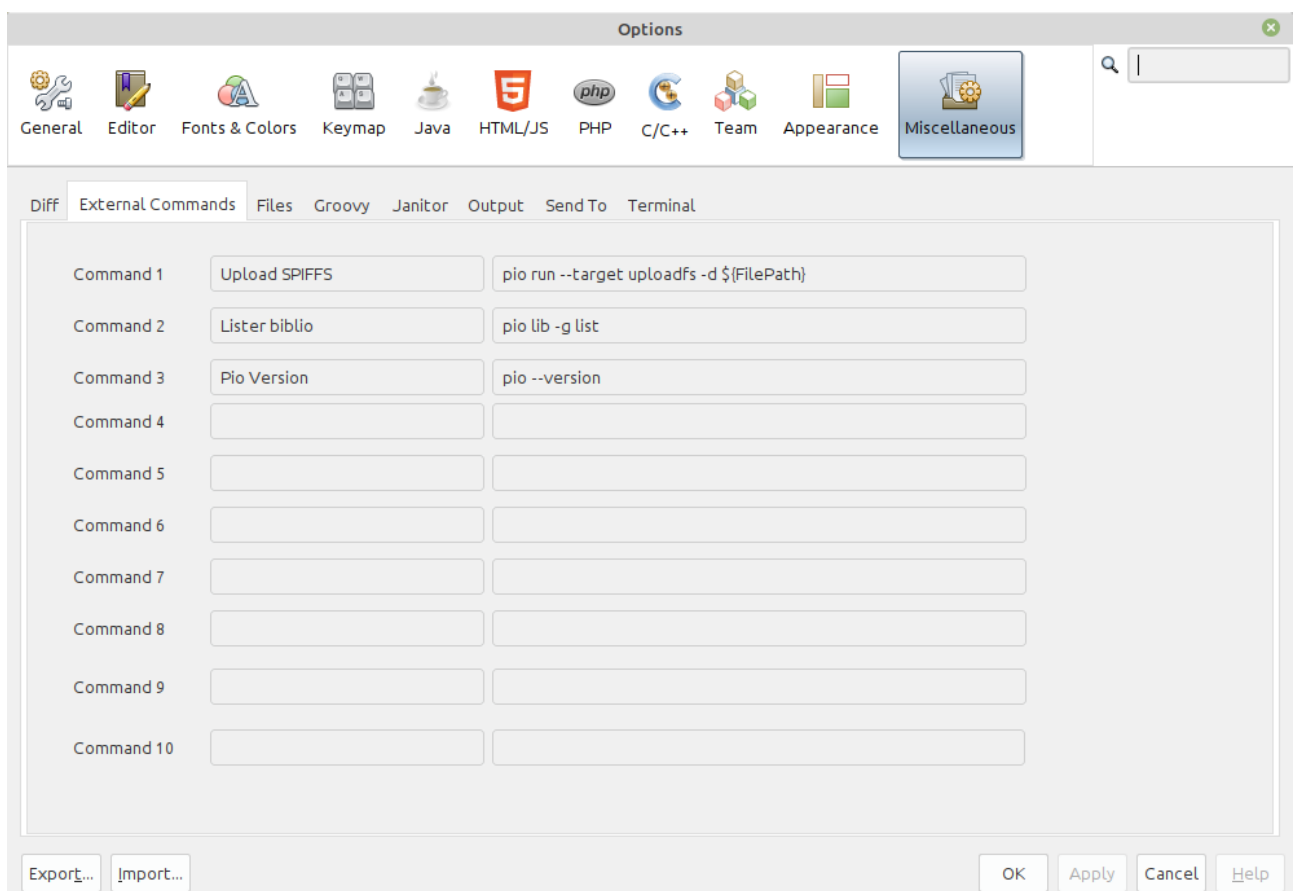 Options
General Editor Fonts & Colors Keymap Java HTML/JS PHP C/C++ Team Appearance Miscellaneous
Diff External Commands Files Groovy Janitor Output Send To Terminal
Command 1 Upload SPIFFS pio run --target uploadfs -d ${FilePath}
Command 2 Lister biblio pio lib -g list
Command 3 Pio Version pio --version
Command 4
Command 5
Command 6
Command 7
Command 8
Command 9
Command 10
Export... Import... OK Apply Cancel Help